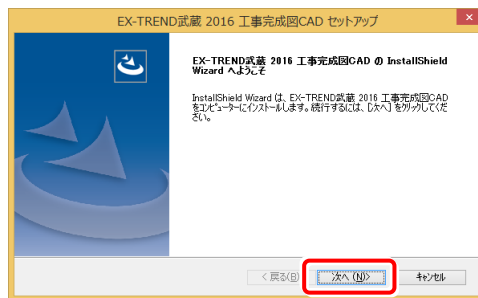 EX-TREND武蔵 2016 工事完成図CAD セットアップ
EX-TREND武蔵 2016 工事完成図CAD の InstallShield
Wizard へようこそ
InstallShield Wizard は、EX-TREND武蔵 2016 工事完成図CAD
をコンピューターにインストールします。続行するには、[次へ] をクリックしてくだ
さい。
< 戻る(B)
次へ (N)>
キャンセル